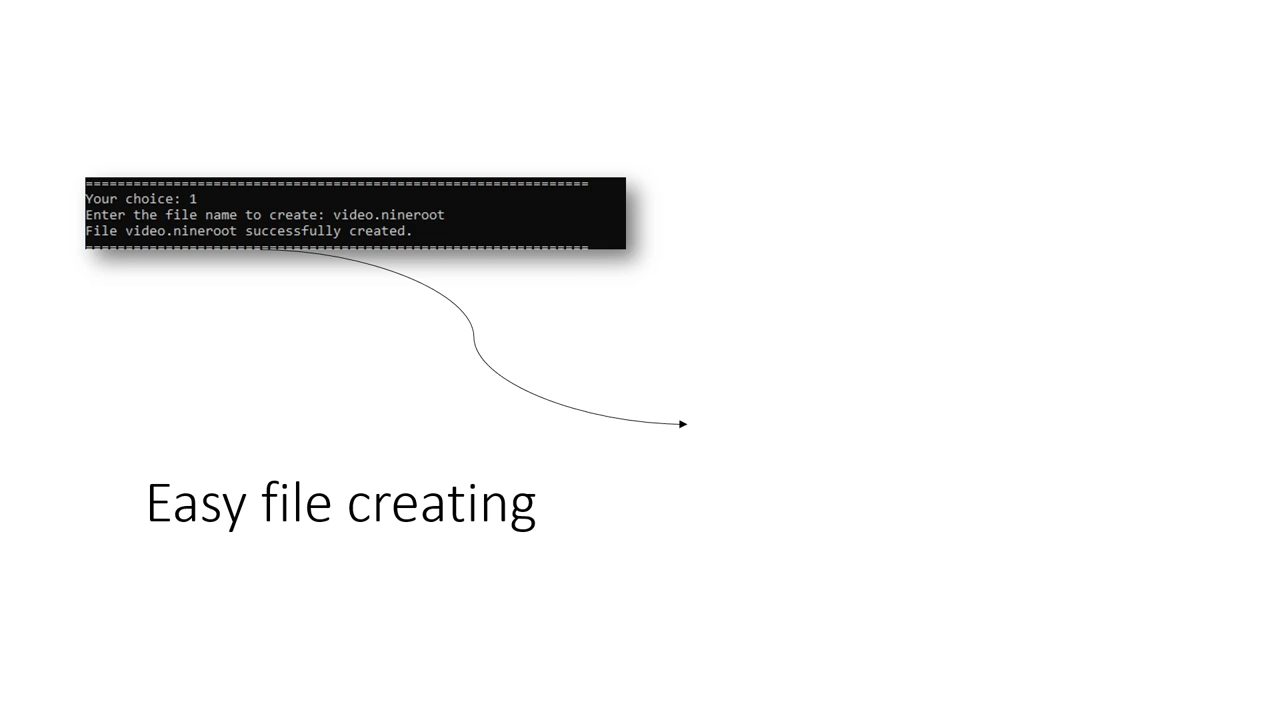 ===============================================================
Your choice: 1
Enter the file name to create: video.nineroot
File video.nineroot successfully created.
===============================================================
Easy file creating